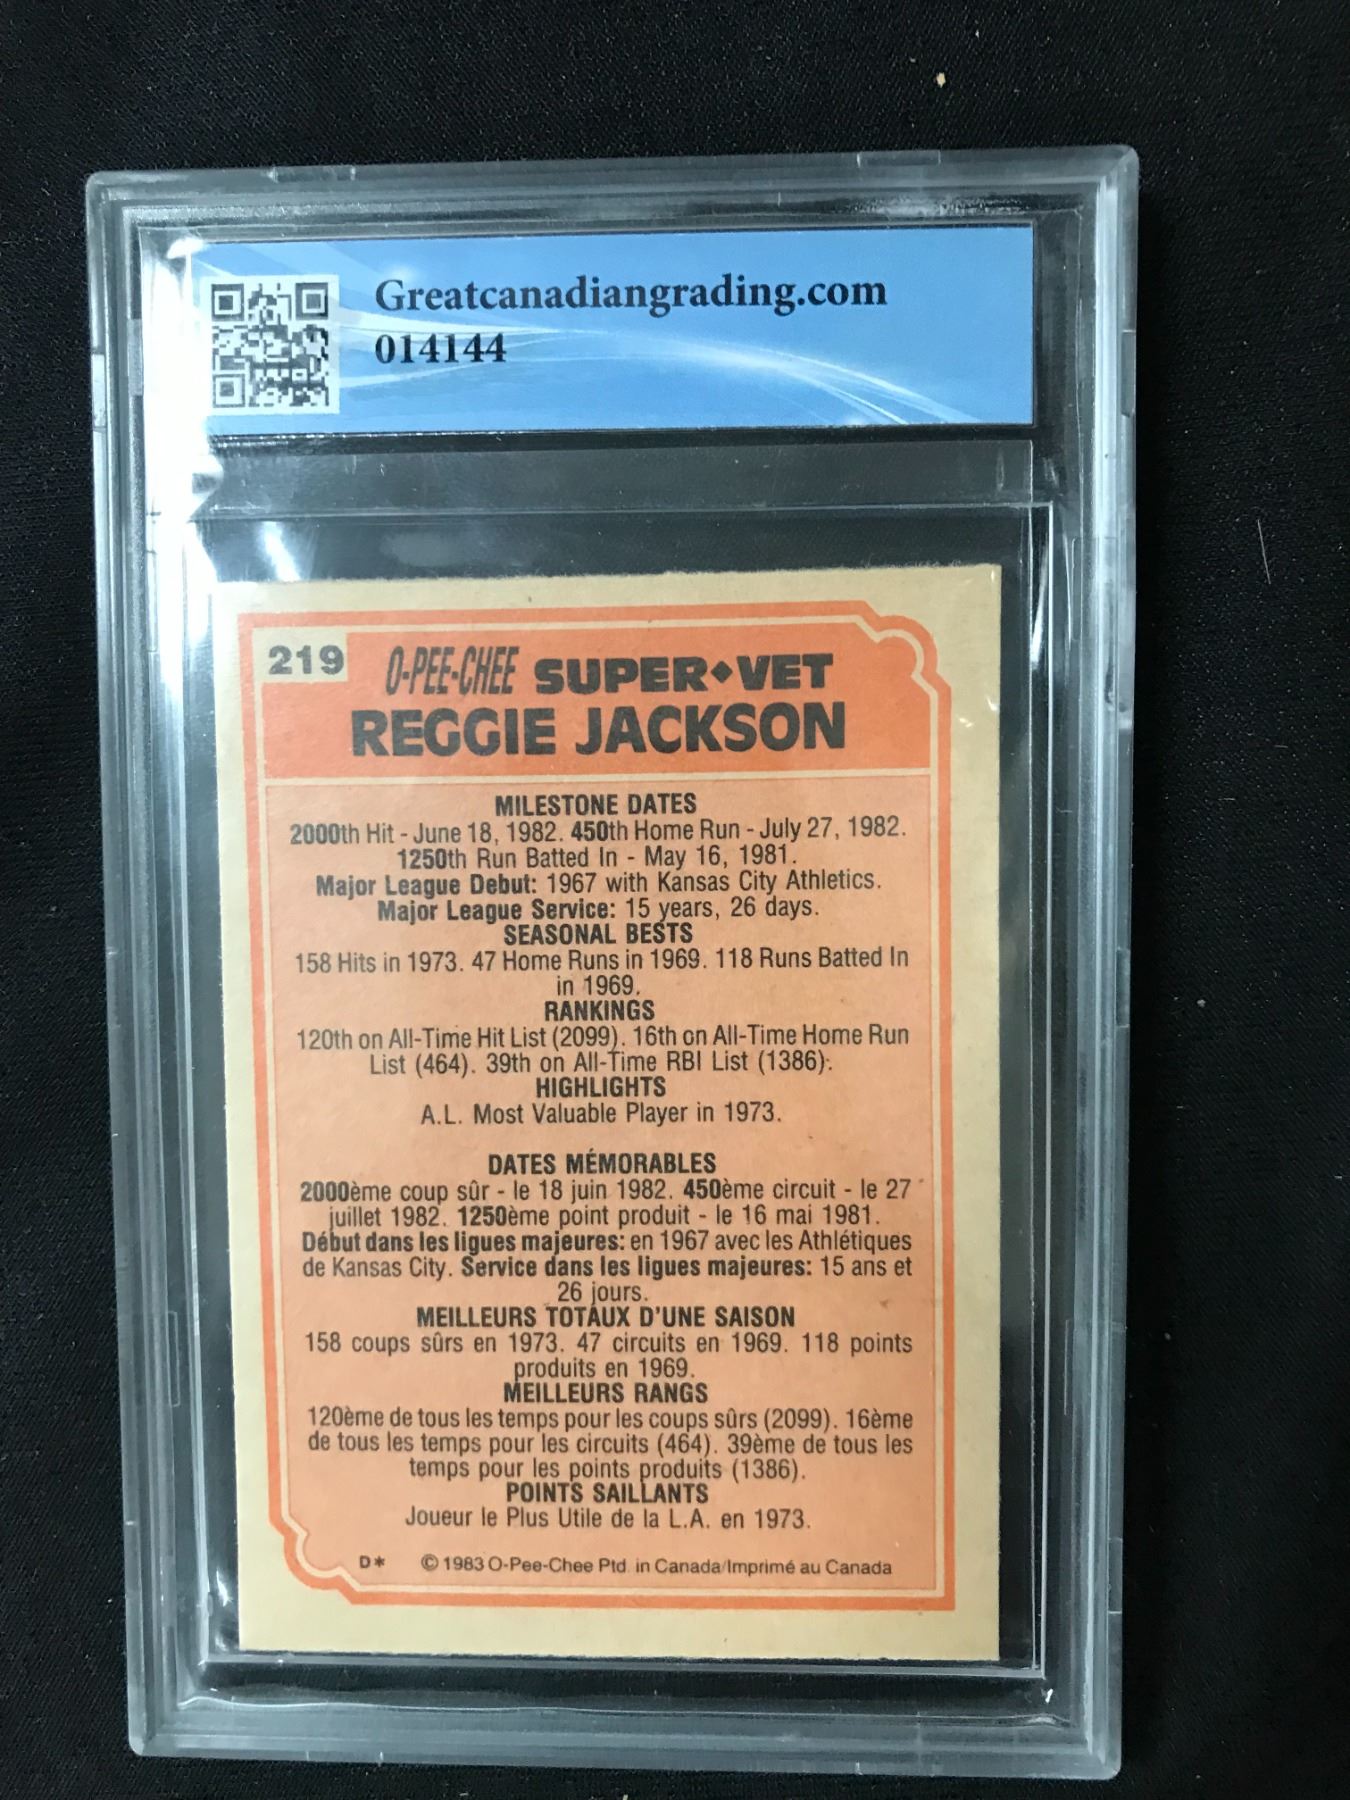 Greatcanadiangrading.com
014144
219
O-PEE-CHEE SUPER◆VET
REGGIE JACKSON
MILESTONE DATES
2000th Hit - June 18, 1982. 450th Home Run - July 27, 1982.
1250th Run Batted In - May 16, 1981.
Major League Debut: 1967 with Kansas City Athletics.
Major League Service: 15 years, 26 days.
SEASONAL BESTS
158 Hits in 1973. 47 Home Runs in 1969. 118 Runs Batted In
in 1969.
RANKINGS
120th on All-Time Hit List (2099). 16th on All-Time Home Run
List (464). 39th on All-Time RBI List (1386).
HIGHLIGHTS
A.L. Most Valuable Player in 1973.
DATES MÉMORABLES
2000ème coup sûr - le 18 juin 1982. 450ème circuit - le 27
juillet 1982. 1250ème point produit - le 16 mai 1981.
Début dans les ligues majeures: en 1967 avec les Athlétiques
de Kansas City. Service dans les ligues majeures: 15 ans et
26 jours.
MEILLEURS TOTAUX D'UNE SAISON
158 coups sûrs en 1973. 47 circuits en 1969. 118 points
produits en 1969.
MEILLEURS RANGS
120ème de tous les temps pour les coups sûrs (2099). 16ème
de tous les temps pour les circuits (464). 39ème de tous les
temps pour les points produits (1386).
POINTS SAILLANTS
Joueur le Plus Utile de la L.A. en 1973.
D* © 1983 O-Pee-Chee Ptd. in Canada/Imprimé au Canada